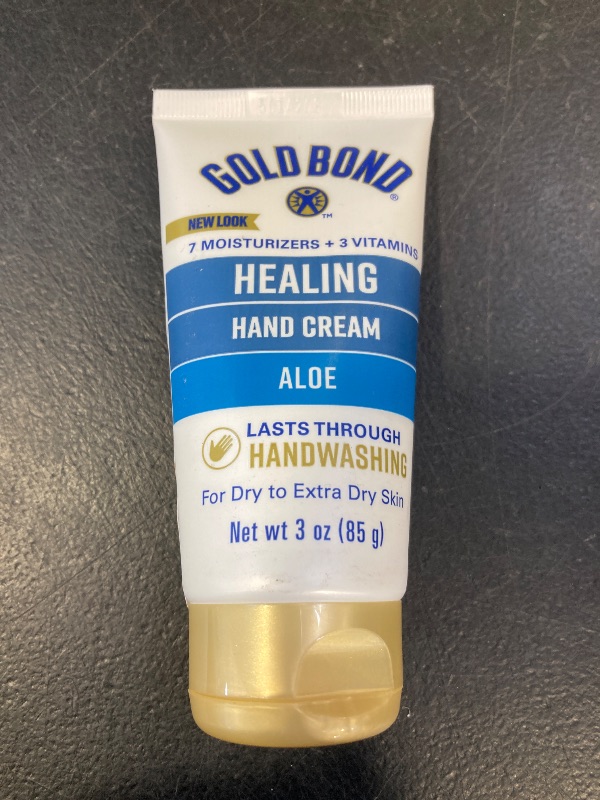 GOLD BOND®
™
NEW LOOK
7 MOISTURIZERS + 3 VITAMINS
HEALING
HAND CREAM
ALOE
LASTS THROUGH
HANDWASHING
For Dry to Extra Dry Skin
Net wt 3 oz (85 g)